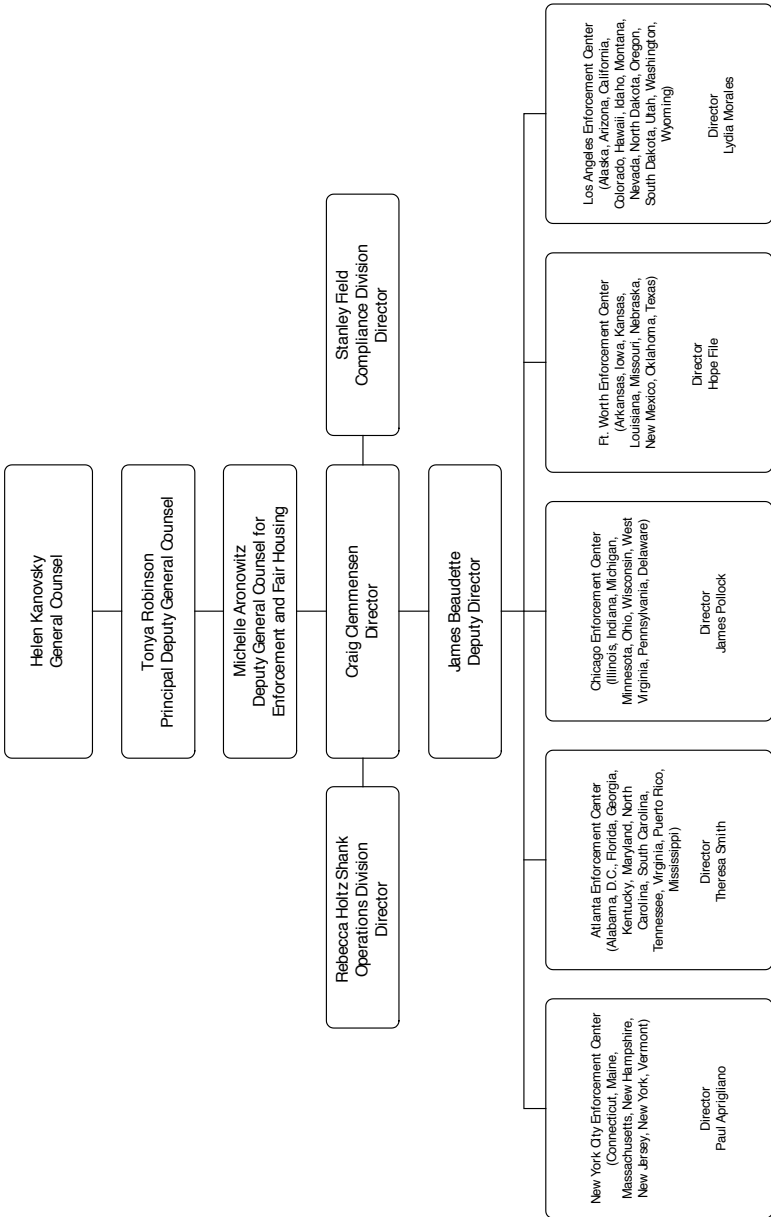 Helen Kanovsky
General Counsel
Tonya Robinson
Principal Deputy General Counsel
Michelle Aronowitz
Deputy General Counsel for
Enforcement and Fair Housing
Rebecca Holtz Shank
Operations Division
Director
Craig Clemmensen
Director
Stanley Field
Compliance Division
Director
James Beaudette
Deputy Director
New York City Enforcement Center
(Connecticut, Maine,
Massachusetts, New Hampshire,
New Jersey, New York, Vermont)
Director
Paul Aprigliano
Atlanta Enforcement Center
(Alabama, D.C., Florida, Georgia,
Kentucky, Maryland, North
Carolina, South Carolina,
Tennessee, Virginia, Puerto Rico,
Mississippi)
Director
Theresa Smith
Chicago Enforcement Center
(Illinois, Indiana, Michigan,
Minnesota, Ohio, Wisconsin, West
Virginia, Pennsylvania, Delaware)
Director
James Pollock
Ft. Worth Enforcement Center
(Arkansas, Iowa, Kansas,
Louisiana, Missouri, Nebraska,
New Mexico, Oklahoma, Texas)
Director
Hope File
Los Angeles Enforcement Center
(Alaska, Arizona, California,
Colorado, Hawaii, Idaho, Montana,
Nevada, North Dakota, Oregon,
South Dakota, Utah, Washington,
Wyoming)
Director
Lydia Morales